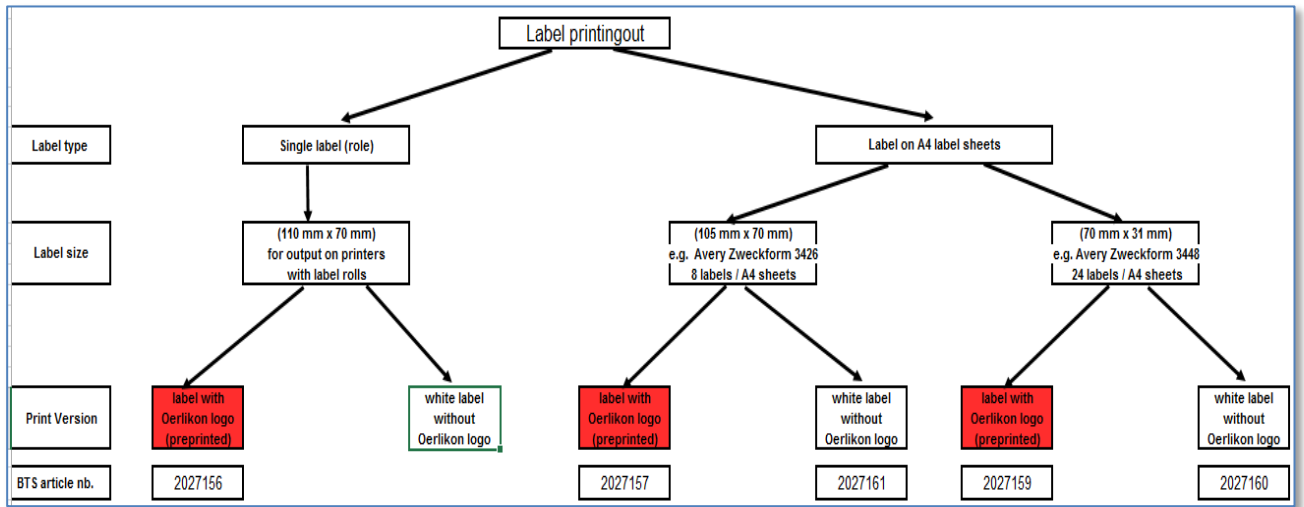 Label printingout
Label type
Single label (role)
Label on A4 label sheets
Label size
(110 mm x 70 mm)
for output on printers
with label rolls
(105 mm x 70 mm)
e.g. Avery Zweckform 3426
8 labels / A4 sheets
(70 mm x 31 mm)
e.g. Avery Zweckform 3448
24 labels / A4 sheets
Print Version
label with
Oerlikon logo
(preprinted)
white label
without
Oerlikon logo
label with
Oerlikon logo
(preprinted)
white label
without
Oerlikon logo
label with
Oerlikon logo
(preprinted)
white label
without
Oerlikon logo
BTS article nb.
2027156
2027157
2027161
2027159
2027160